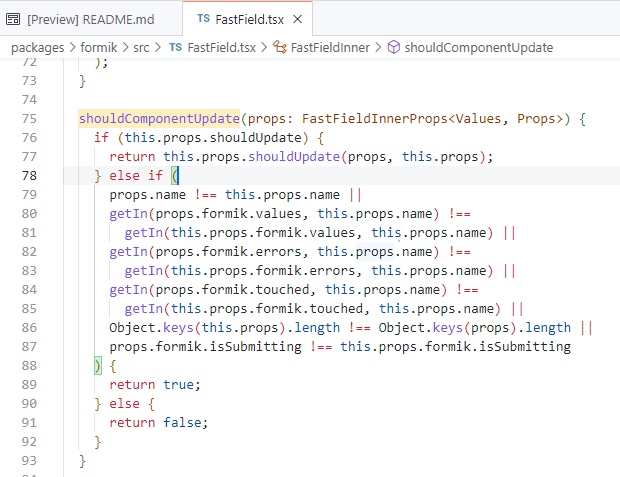 [Preview] README.md
TS FastField.tsx ×
packages > formik > src > TS FastField.tsx > FastFieldInner > shouldComponentUpdate
72 );
73 }
74
75 shouldComponentUpdate(props: FastFieldInnerProps<Values, Props>) {
76 if (this.props.shouldUpdate) {
77 return this.props.shouldUpdate(props, this.props);
78 } else if (
79 props.name !== this.props.name ||
80 getIn(props.formik.values, this.props.name) !==
81 getIn(this.props.formik.values, this.props.name) ||
82 getIn(props.formik.errors, this.props.name) !==
83 getIn(this.props.formik.errors, this.props.name) ||
84 getIn(props.formik.touched, this.props.name) !==
85 getIn(this.props.formik.touched, this.props.name) ||
86 Object.keys(this.props).length !== Object.keys(props).length ||
87 props.formik.isSubmitting !== this.props.formik.isSubmitting
88 ) {
89 return true;
90 } else {
91 return false;
92 }
93 }